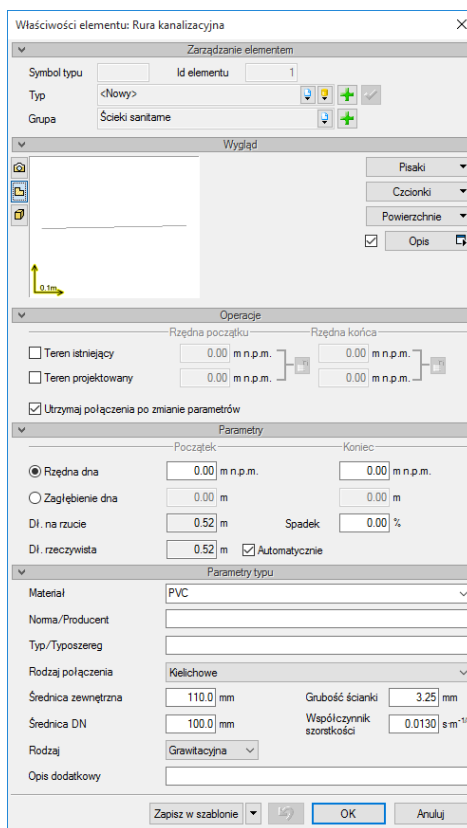 Właściwości elementu: Rura kanalizacyjna
Zarządzanie elementem
Symbol typu Id elementu 1
Typ <Nowy>
Grupa Ścieki sanitarne
Wygląd
Pisaki
Czcionki
Powierzchnie
Opis
0.1m
Operacje
Rzędna początku Rzędna końca
Teren istniejący 0.00 m n.p.m. 0.00 m n.p.m.
Teren projektowany 0.00 m n.p.m. 0.00 m n.p.m.
Utrzymaj połączenia po zmianie parametrów
Parametry
Początek Koniec
Rzędna dna 0.00 m n.p.m. 0.00 m n.p.m.
Zagłębienie dna 0.00 m 0.00 m
Dł. na rzucie 0.52 m Spadek 0.00 %
Dł. rzeczywista 0.52 m Automatycznie
Parametry typu
Materiał PVC
Norma/Producent
Typ/Typoszereg
Rodzaj połączenia Kielichowe
Średnica zewnętrzna 110.0 mm Grubość ścianki 3.25 mm
Średnica DN 100.0 mm Współczynnik szorstkości 0.0130
Rodzaj Grawitacyjna
Opis dodatkowy
Zapisz w szablonie OK Anuluj